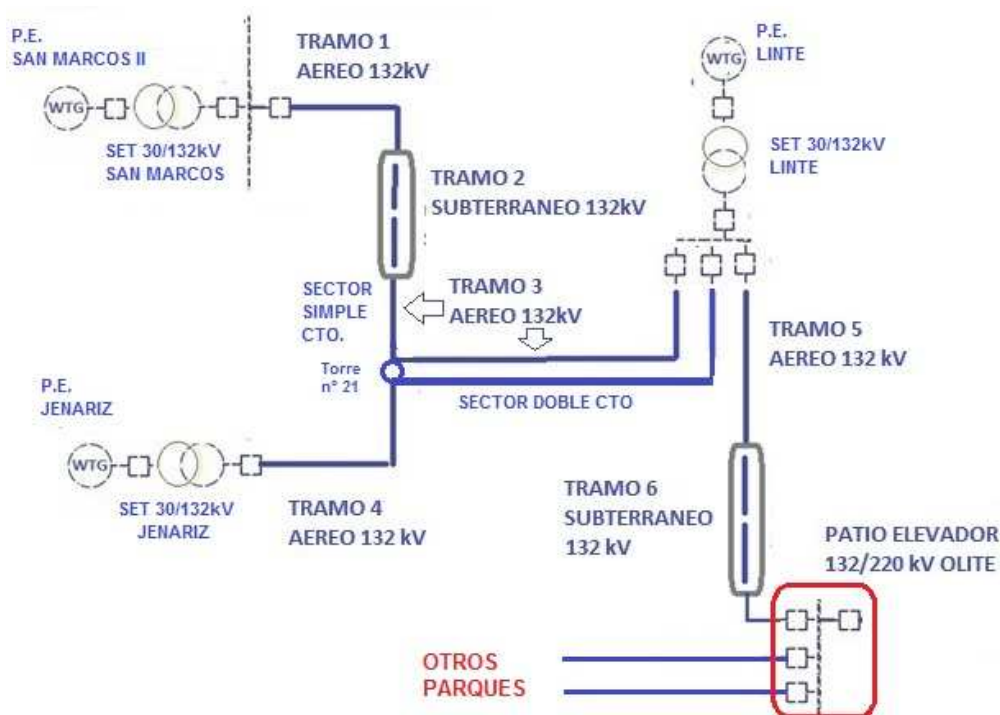 P.E.
SAN MARCOS II
TRAMO 1
AEREO 132kV
P.E.
LINTE
WTG
WTG
SET 30/132kV
SAN MARCOS
SET 30/132kV
LINTE
TRAMO 2
SUBTERRANEO 132kV
SECTOR
SIMPLE
CTO.
TRAMO 3
AEREO 132kV
TRAMO 5
AEREO 132 kV
Torre
n° 21
P.E.
JENARIZ
SECTOR DOBLE CTO
WTG
SET 30/132kV
JENARIZ
TRAMO 4
AEREO 132 kV
TRAMO 6
SUBTERRANEO
132 kV
PATIO ELEVADOR
132/220 kV OLITE
OTROS
PARQUES